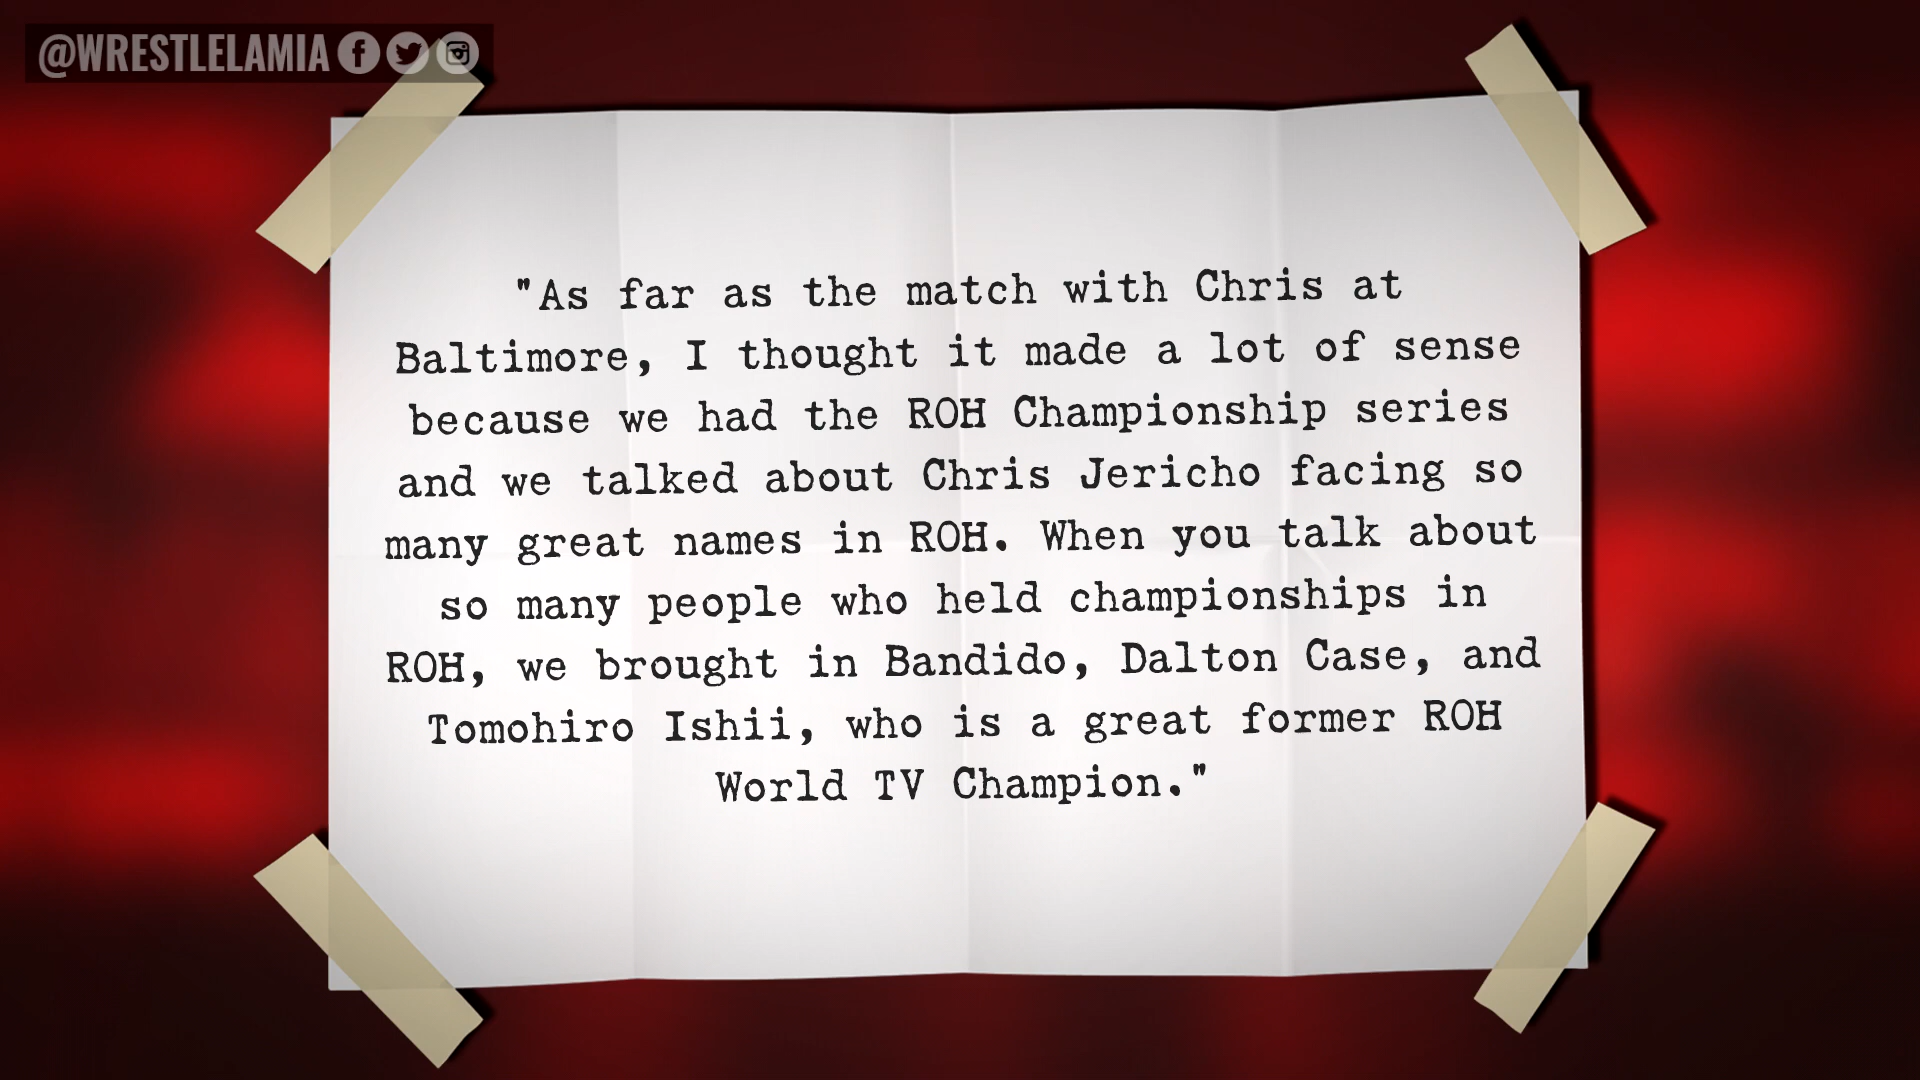 @WRESTLELAMIA
"As far as the match with Chris at
Baltimore, I thought it made a lot of sense
because we had the ROH Championship series
and we talked about Chris Jericho facing so
many great names in ROH. When you talk about
so many people who held championships in
ROH, we brought in Bandido, Dalton Case, and
Tomohiro Ishii, who is a great former ROH
World TV Champion."